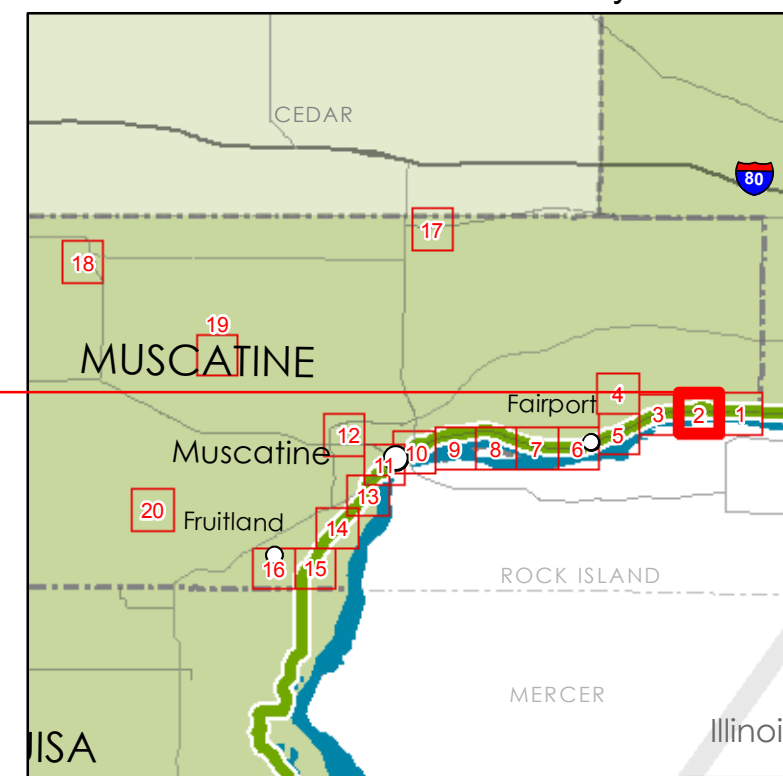 CEDAR
80
17
18
19
MUSCATINE
4
Fairport
3
2
1
12
5
Muscatine
11
10
9
8
7
6
13
20
Fruitland
14
16
15
ROCK ISLAND
MERCER
Illinoi
JISA